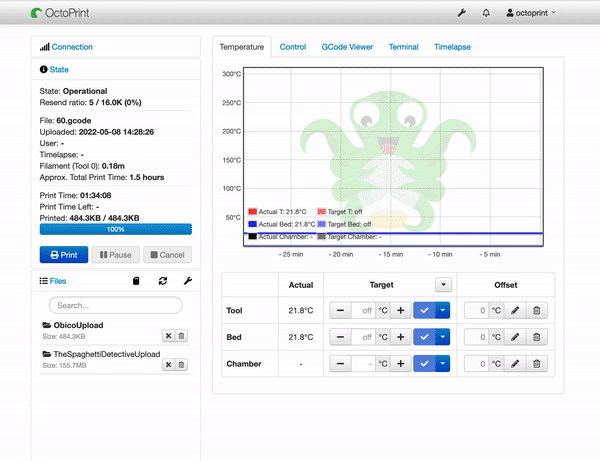 OctoPrint
octoprint
Connection
State
State: Operational
Resend ratio: 5 / 16.0K (0%)
File: 60.gcode
Uploaded: 2022-05-08 14:28:26
User: -
Timelapse: -
Filament (Tool 0): 0.18m
Approx. Total Print Time: 1.5 hours
Print Time: 01:34:08
Print Time Left: -
Printed: 484.3KB / 484.3KB
100%
Print Pause Cancel
Files
Search...
ObicoUpload
Size: 484.3KB
TheSpaghettiDetectiveUpload
Size: 155.7MB
Temperature Control GCode Viewer Terminal Timelapse
300°C
250°C
200°C
150°C
100°C
50°C
Actual T: 21.8°C Target T: off
Actual Bed: 21.8°C Target Bed: off
Actual Chamber: - Target Chamber: -
- 25 min - 20 min - 15 min - 10 min - 5 min
Actual Target Offset
Tool 21.8°C off °C 0 °C
Bed 21.8°C off °C 0 °C
Chamber - - °C 0 °C